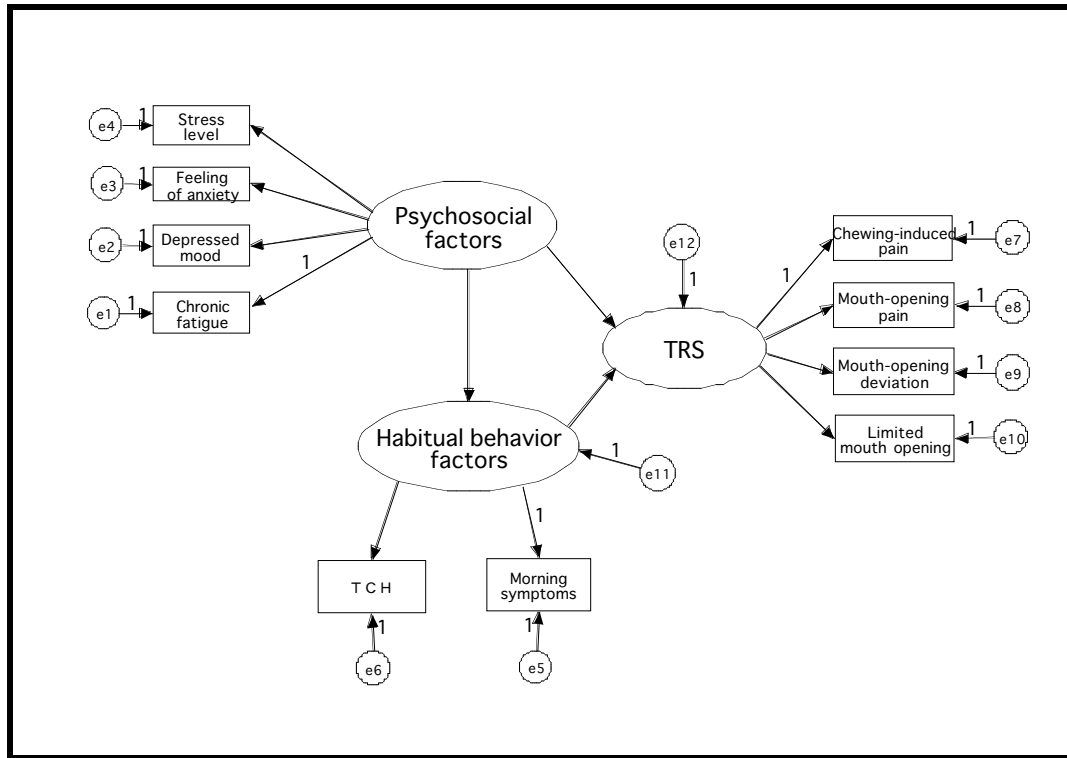 e4
1
Stress
level
e3
1
Feeling
of anxiety
e2
1
Depressed
mood
e1
1
Chronic
fatigue
1
Psychosocial
factors
e12
1
TRS
1
Chewing-induced
pain
1
e7
Mouth-opening
pain
1
e8
Mouth-opening
deviation
1
e9
Limited
mouth opening
1
e10
Habitual behavior
factors
1
e11
1
T C H
1
e6
Morning
symptoms
1
e5